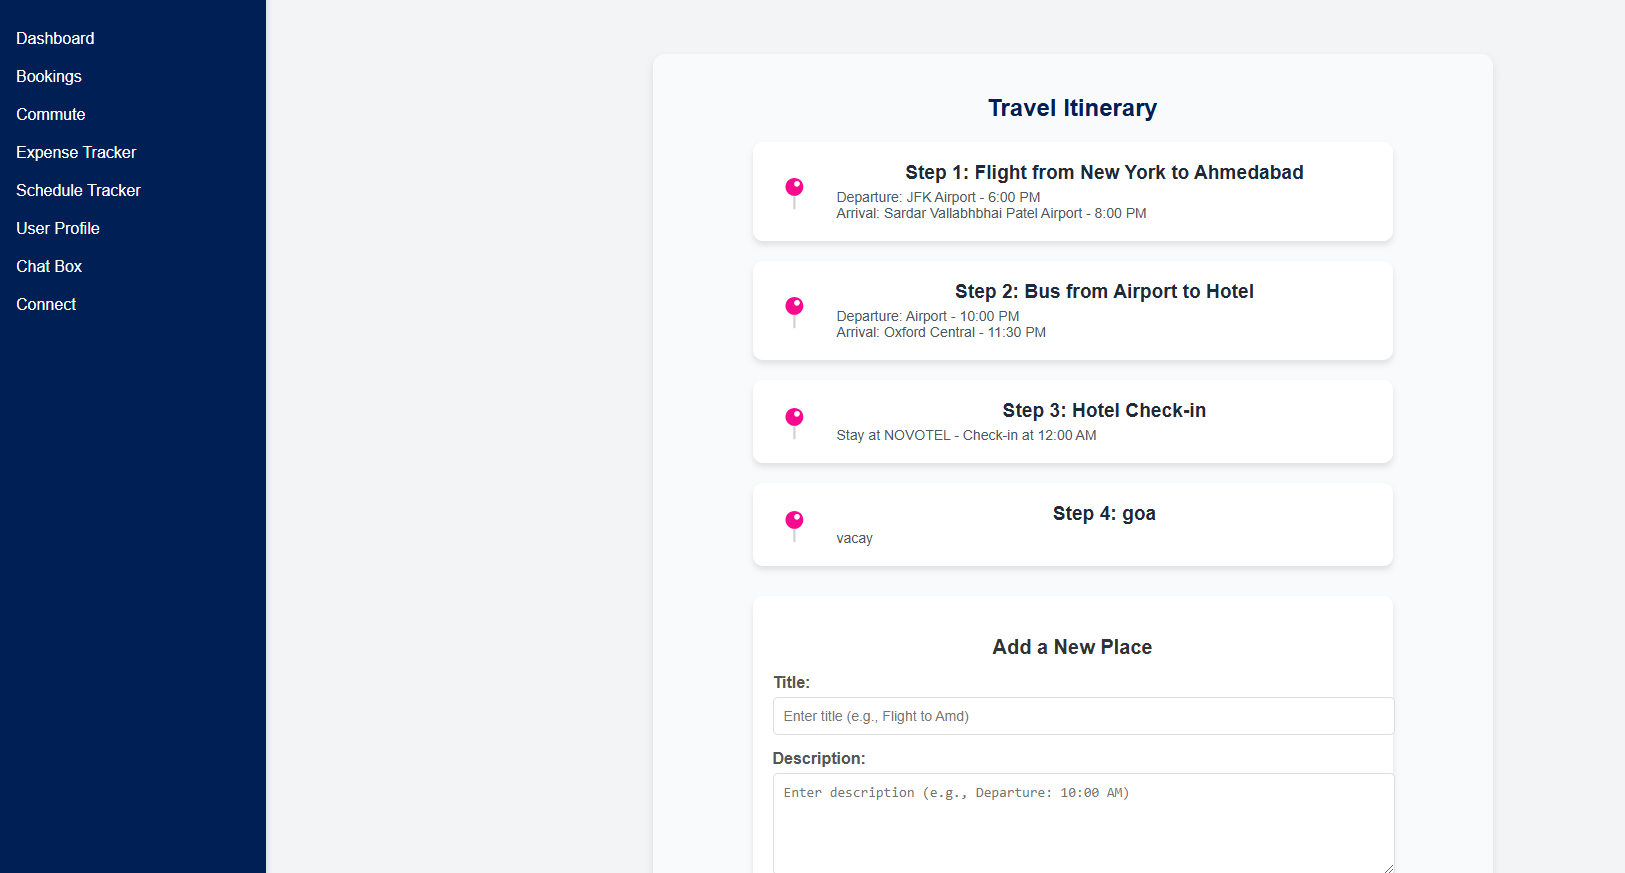 Dashboard
Bookings
Commute
Expense Tracker
Schedule Tracker
User Profile
Chat Box
Connect
Travel Itinerary
Step 1: Flight from New York to Ahmedabad
Departure: JFK Airport - 6:00 PM
Arrival: Sardar Vallabhbhai Patel Airport - 8:00 PM
Step 2: Bus from Airport to Hotel
Departure: Airport - 10:00 PM
Arrival: Oxford Central - 11:30 PM
Step 3: Hotel Check-in
Stay at NOVOTEL - Check-in at 12:00 AM
Step 4: goa
vacay
Add a New Place
Title:
Enter title (e.g., Flight to Amd)
Description:
Enter description (e.g., Departure: 10:00 AM)